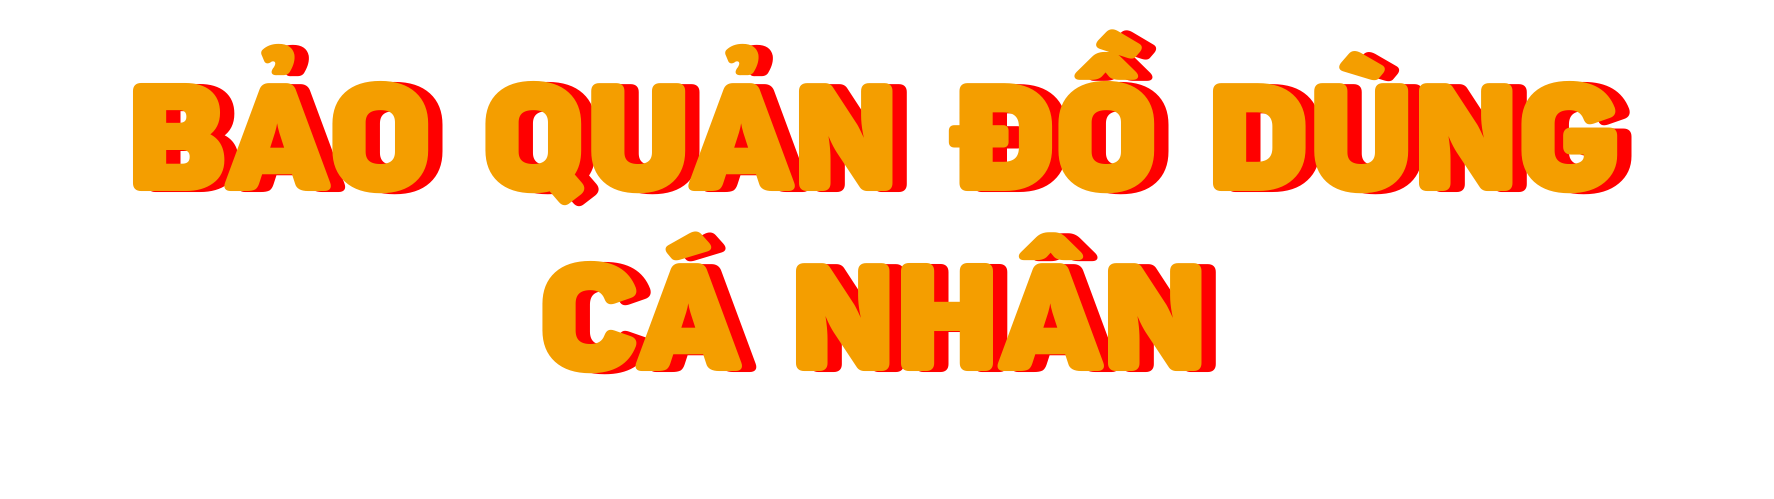 BẢO QUẢN ĐỒ DÙNG
CÁ NHÂN